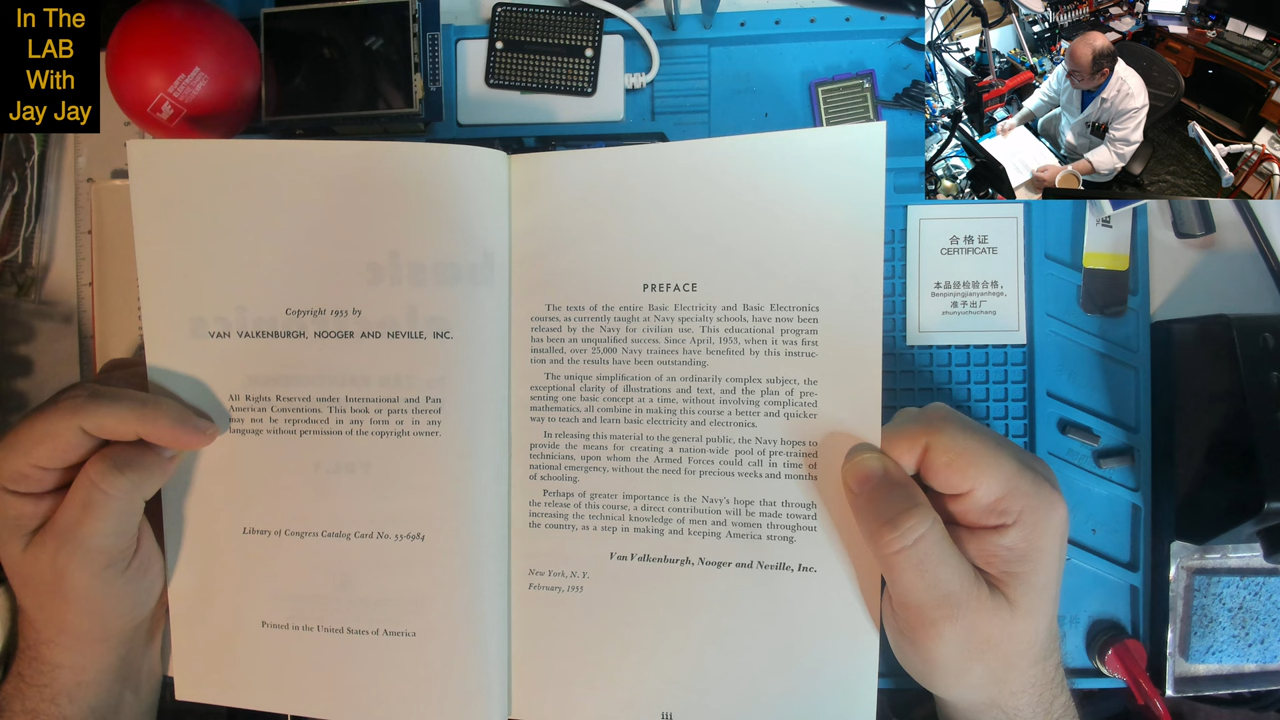 In The
LAB
With
Jay Jay
Copyright 1955 by
VAN VALKENBURGH, NOOGER AND NEVILLE, INC.
All Rights Reserved under International and Pan
American Conventions. This book or parts thereof
may not be reproduced in any form or in any
language without permission of the copyright owner.
Library of Congress Catalog Card No. 55-6984
Printed in the United States of America
PREFACE
The texts of the entire Basic Electricity and Basic Electronics
courses, as currently taught at Navy specialty schools, have now been
released by the Navy for civilian use. This educational program
has been an unqualified success. Since April, 1953, when it was first
installed, over 25,000 Navy trainees have benefited by this instruc-
tion and the results have been outstanding.
The unique simplification of an ordinarily complex subject, the
exceptional clarity of illustrations and text, and the plan of pre-
senting one basic concept at a time, without involving complicated
mathematics, all combine in making this course a better and quicker
way to teach and learn basic electricity and electronics.
In releasing this material to the general public, the Navy hopes to
provide the means for creating a nation-wide pool of pre-trained
technicians, upon whom the Armed Forces could call in time of
national emergency, without the need for precious weeks and months
of schooling.
Perhaps of greater importance is the Navy's hope that through
the release of this course, a direct contribution will be made toward
increasing the technical knowledge of men and women throughout
the country, as a step in making and keeping America strong.
Van Valkenburgh, Nooger and Neville, Inc.
New York, N. Y.
February, 1955
iii
合格证
CERTIFICATE
本品经检验合格，
Benpinjingjianyanhege,
准予出厂
zhunyuchuchang